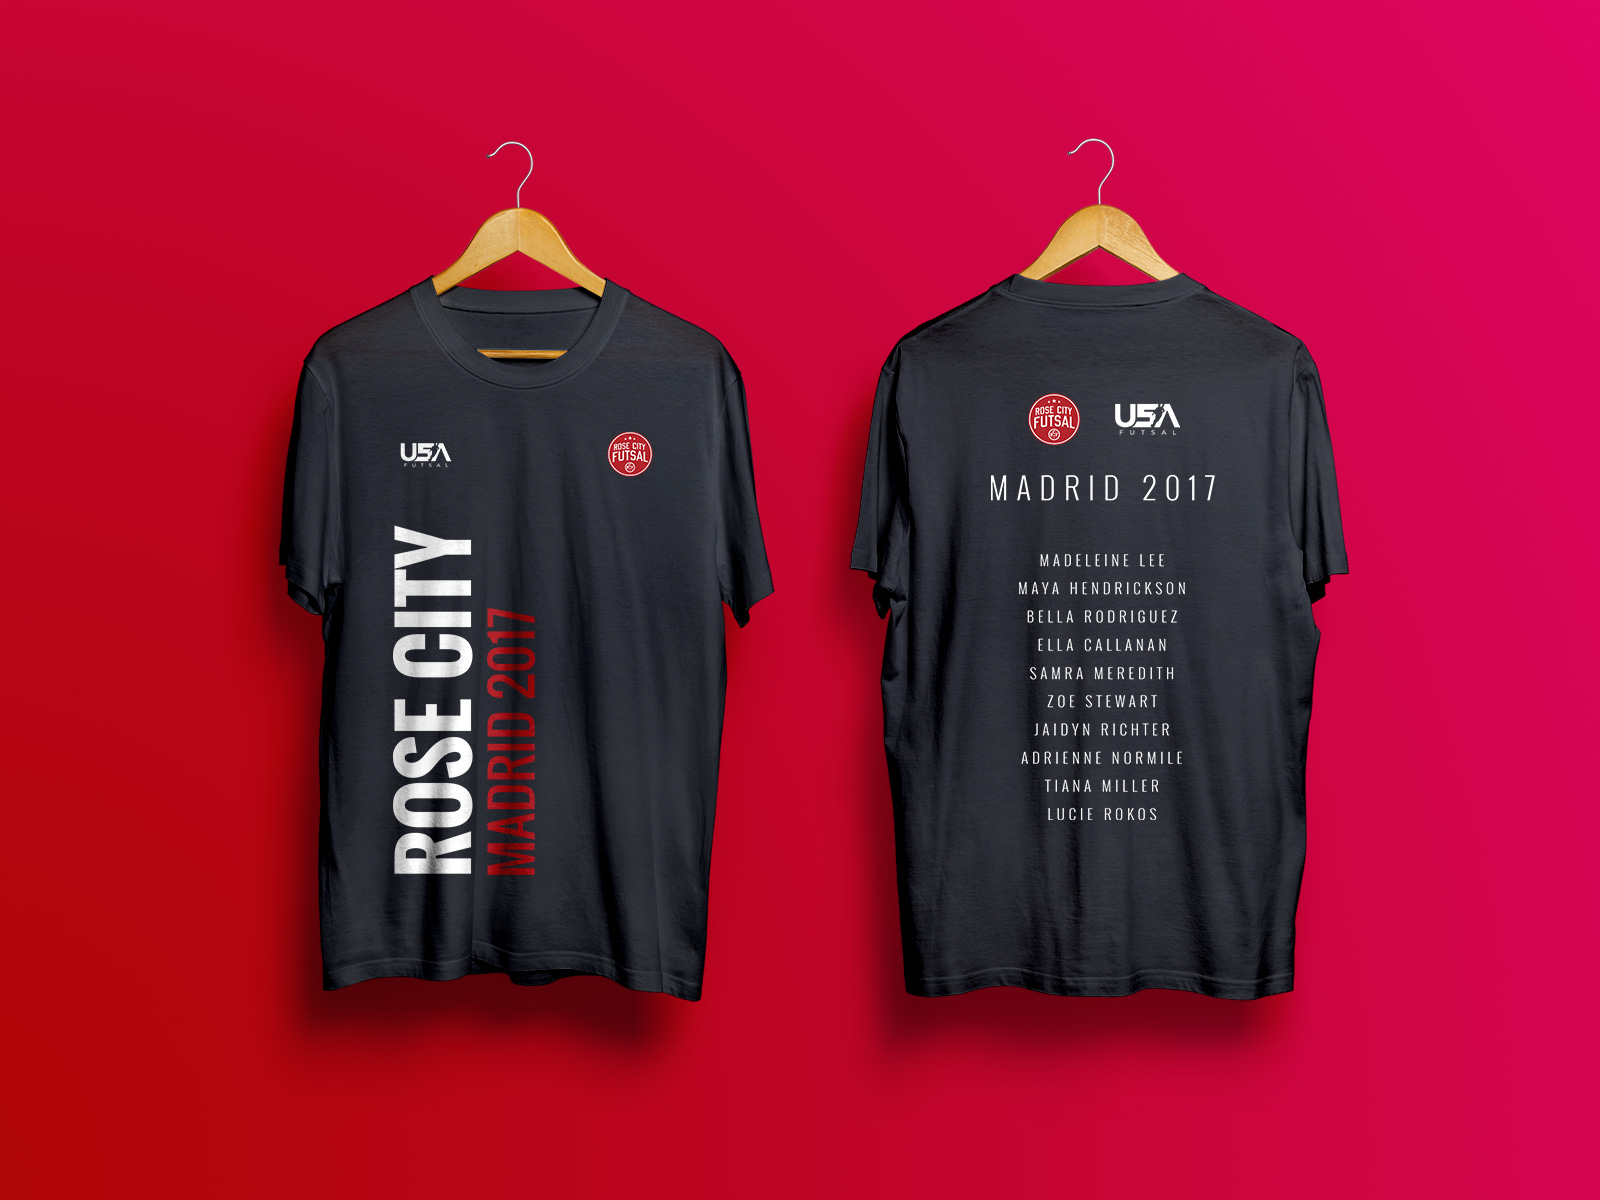 USA
FUTSAL
ROSE CITY
FUTSAL
ROSE CITY
MADRID 2017
ROSE CITY
FUTSAL
USA
FUTSAL
MADRID 2017
MADELEINE LEE
MAYA HENDRICKSON
BELLA RODRIGUEZ
ELLA CALLANAN
SAMRA MEREDITH
ZOE STEWART
JAIDYN RICHTER
ADRIENNE NORMILE
TIANA MILLER
LUCIE ROKOS